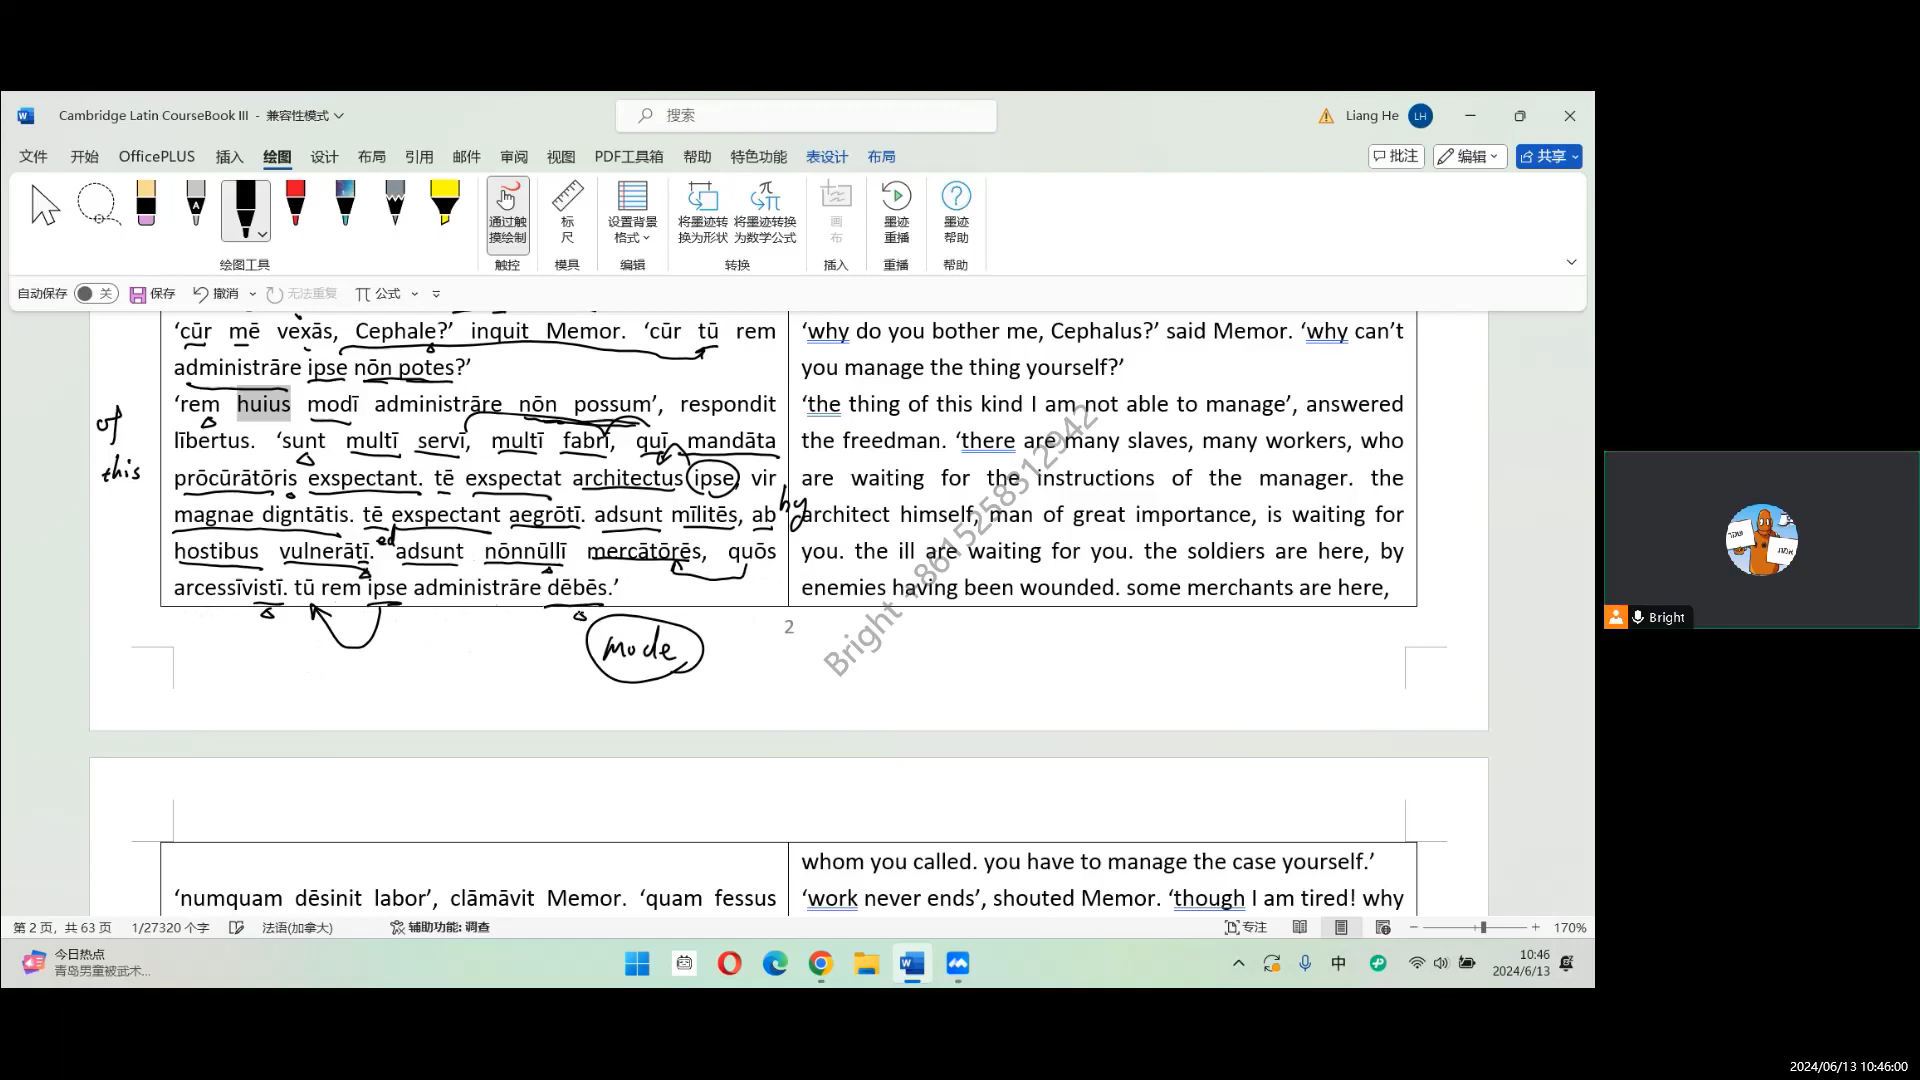 Cambridge Latin CourseBook III - 兼容性模式
搜索
Liang He
LH
文件 开始 OfficePLUS 插入 绘图 设计 布局 引用 邮件 审阅 视图 PDF工具箱 帮助 特色功能 表设计 布局
批注 编辑 共享
通过触摸绘制
标尺
设置背景格式
将墨迹转换为形状
将墨迹转换为数学公式
画布
墨迹重播
墨迹帮助
绘图工具 触控 模具 编辑 转换 插入 重播 帮助
自动保存 关 保存 撤消 无法重复 公式
‘cūr mē vexās, Cephale?’ inquit Memor. ‘cūr tū rem
administrāre ipse nōn potes?’
‘rem huius modī administrāre nōn possum’, respondit
lībertus. ‘sunt multī servī, multī fabrī, quī mandāta
prōcūrātōris exspectant. tē exspectat architectus ipse, vir
magnae digntātis. tē exspectant aegrōtī. adsunt mīlitēs, ab
hostibus vulnerātī. adsunt nōnnūllī mercātōrēs, quōs
arcessīvistī. tū rem ipse administrāre dēbēs.’
of
this
by
ed
mode
‘why do you bother me, Cephalus?’ said Memor. ‘why can’t
you manage the thing yourself?’
‘the thing of this kind I am not able to manage’, answered
the freedman. ‘there are many slaves, many workers, who
are waiting for the instructions of the manager. the
architect himself, man of great importance, is waiting for
you. the ill are waiting for you. the soldiers are here, by
enemies having been wounded. some merchants are here,
Bright +8615258312942
2
whom you called. you have to manage the case yourself.’
‘numquam dēsinit labor’, clāmāvit Memor. ‘quam fessus
‘work never ends’, shouted Memor. ‘though I am tired! why
第 2 页，共 63 页 1/27320 个字 法语(加拿大) 辅助功能: 调查
专注
170%
今日热点
青岛男童被武术...
中
10:46
2024/6/13
Bright
2024/06/13 10:46:00